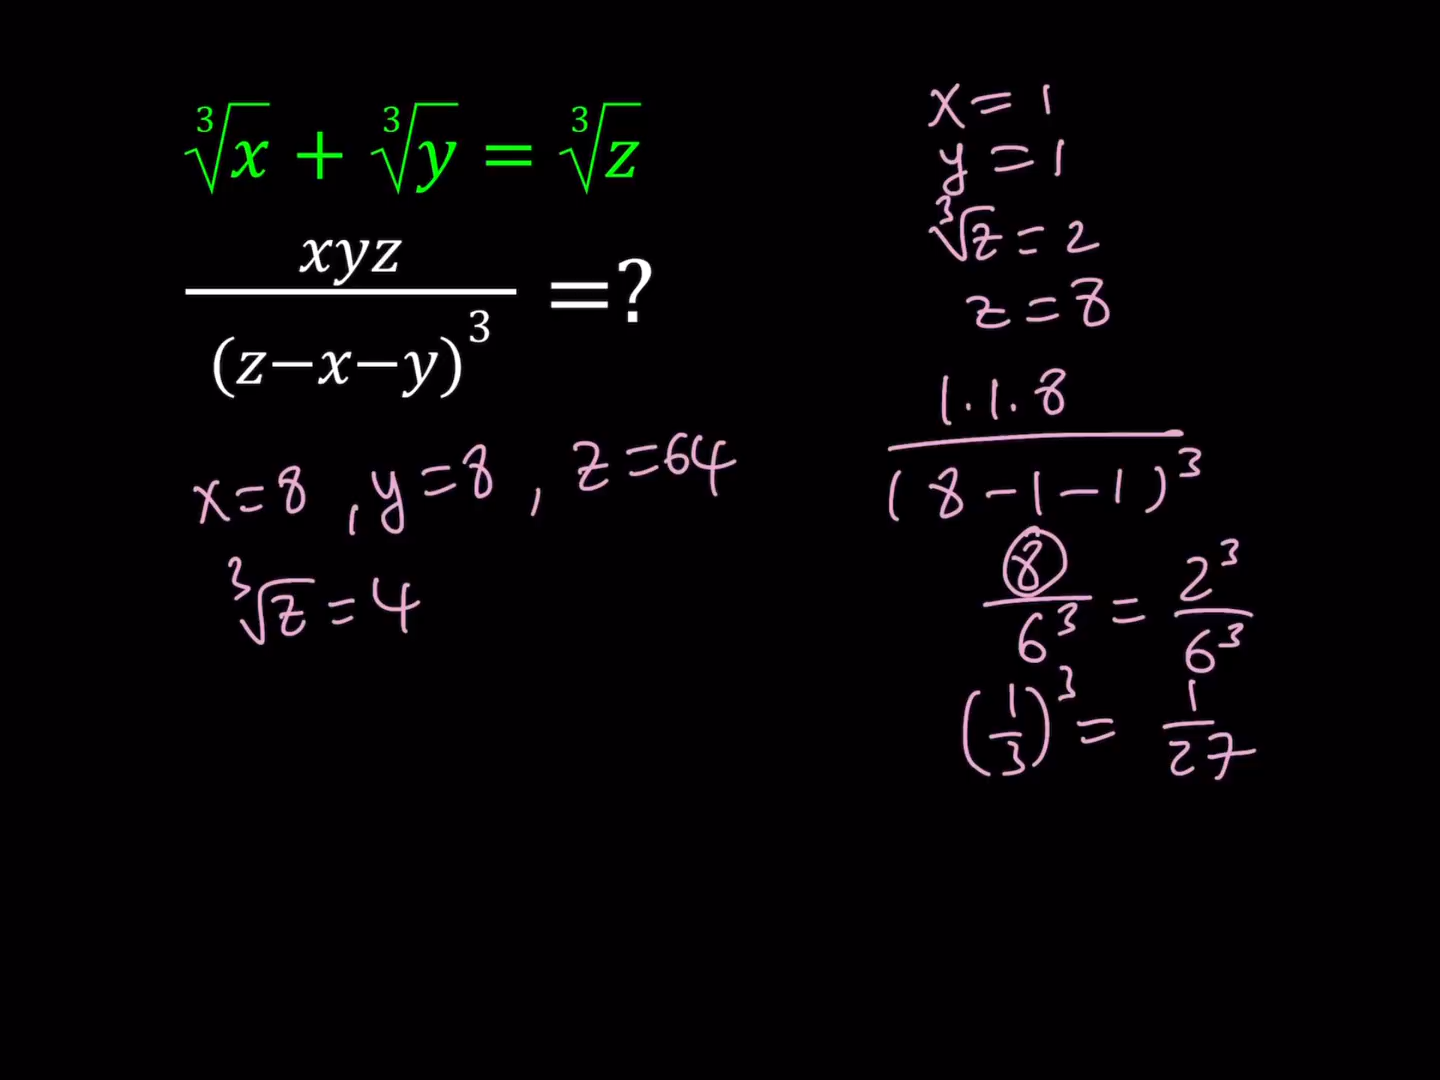 ∛x + ∛y = ∛z
xyz / (z−x−y)³ =?
x=8 , y=8 , z=64
∛z = 4
x=1
y=1
∛z = 2
z=8
1.1.8 / (8-1-1)³
8 / 6³ = 2³ / 6³
(1/3)³ = 1/27